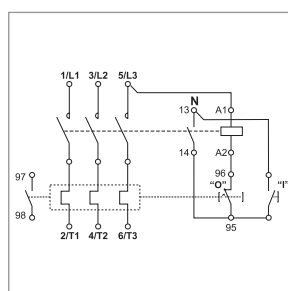 1/L1 3/L2 5/L3
N
13 A1
14 A2
97 96
"O" "I"
98 95
2/T1 4/T2 6/T3